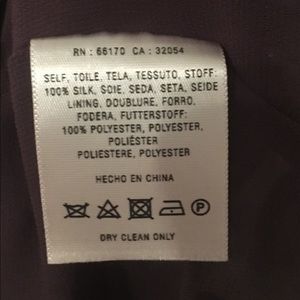 RN : 66170 CA : 32054
SELF, TOILE, TELA, TESSUTO, STOFF:
100% SILK, SOIE, SEDA, SETA, SEIDE
LINING, DOUBLURE, FORRO,
FODERA, FUTTERSTOFF:
100% POLYESTER, POLYESTER,
POLIÉSTER
POLIESTERE, POLYESTER
HECHO EN CHINA
P
DRY CLEAN ONLY